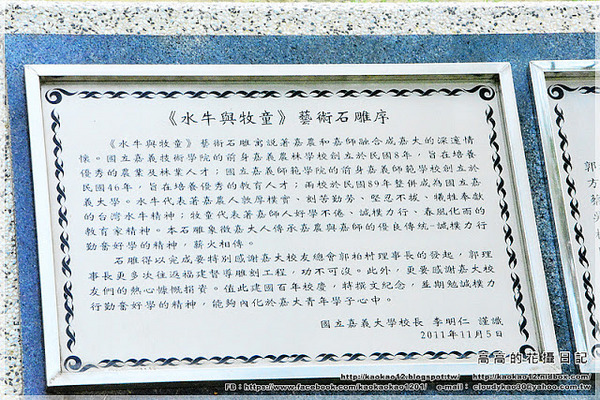 《水牛與牧童》藝術石雕序
《水牛與牧童》藝術石雕寓説著嘉農和嘉師融合成嘉大的深遠情
懷。國立嘉義技術學院的前身嘉義農林學校創立於民國8年，旨在培養
優秀的農業及林業人才；國立嘉義師範學院的前身嘉義師範學校創立於
民國46年，旨在培養優秀的教育人才；兩校於民國89年整併成為國立嘉
義大學。水牛代表著嘉農人敦厚樸實、刻苦勤勞、堅忍不拔、犧牲奉獻
的台灣水牛精神；牧童代表著嘉師人好學不倦、誠樸力行、春風化雨的
教育家精神。本石雕象徵嘉大人傳承嘉農與嘉師的優良傳統-誠樸力行
勤奮好學的精神，薪火相傳。
石雕得以完成要特別感謝嘉大校友總會郭柏村理事長的發起，郭理
事長更多次往返福建督導雕刻工程，功不可沒。此外，更要感謝嘉大校
友們的熱心慷慨捐資。值此建國百年校慶，特撰文紀念，並期勉誠樸力
行勤奮好學的精神，能夠內化於嘉大青年學子心中。
國立嘉義大學校長 李明仁 謹識
2011年11月5日
郭
方
高高的花攝日記
http://kaokao12.blogspot.tw/ http://kaokao12.midbox.com/
FB：https://www.facebook.com/kaokaokao1201/ e-mail：cloudykao30@yahoo.com.tw